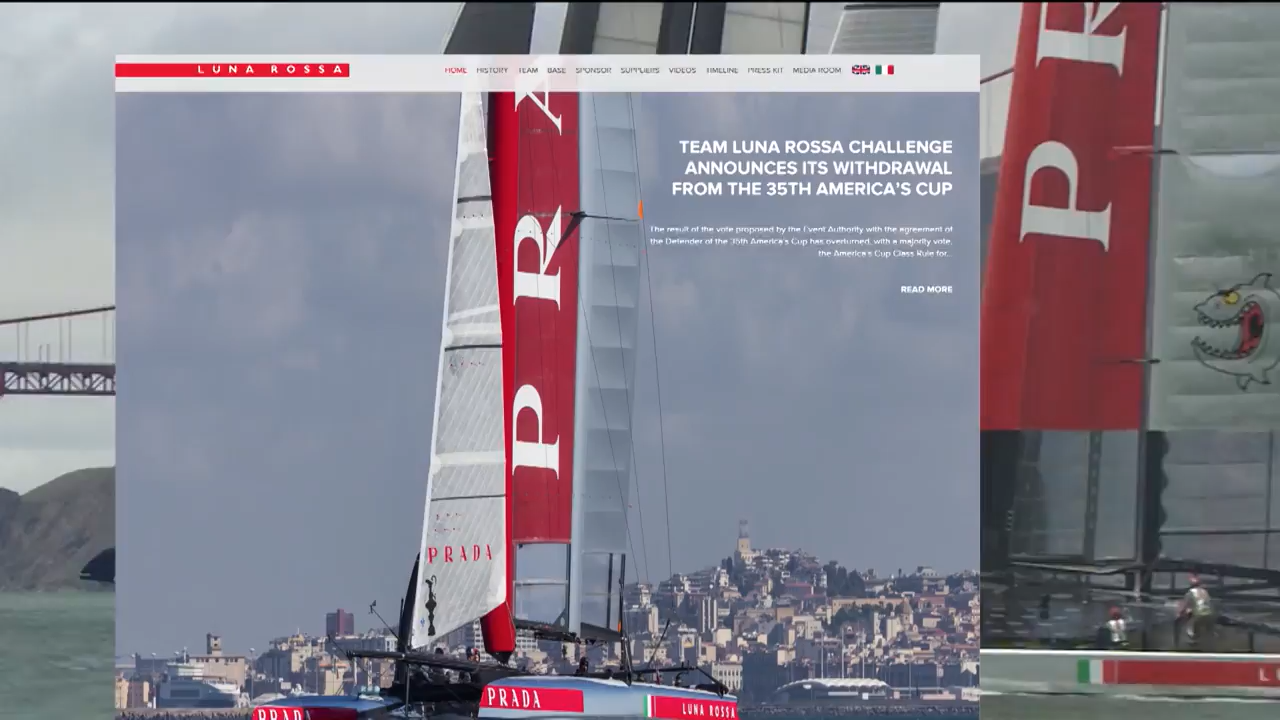 LUNA ROSSA
HOME HISTORY TEAM BASE SPONSOR SUPPLIERS VIDEOS TIMELINE PRESS KIT MEDIA ROOM
TEAM LUNA ROSSA CHALLENGE
ANNOUNCES ITS WITHDRAWAL
FROM THE 35TH AMERICA'S CUP
The result of the vote proposed by the Event Authority with the agreement of
the Defender of the 35th America's Cup has overturned, with a majority vote,
the America's Cup Class Rule for...
READ MORE
PRA
PR
PRADA
PRADA
PRADA
LUNA ROSSA
L